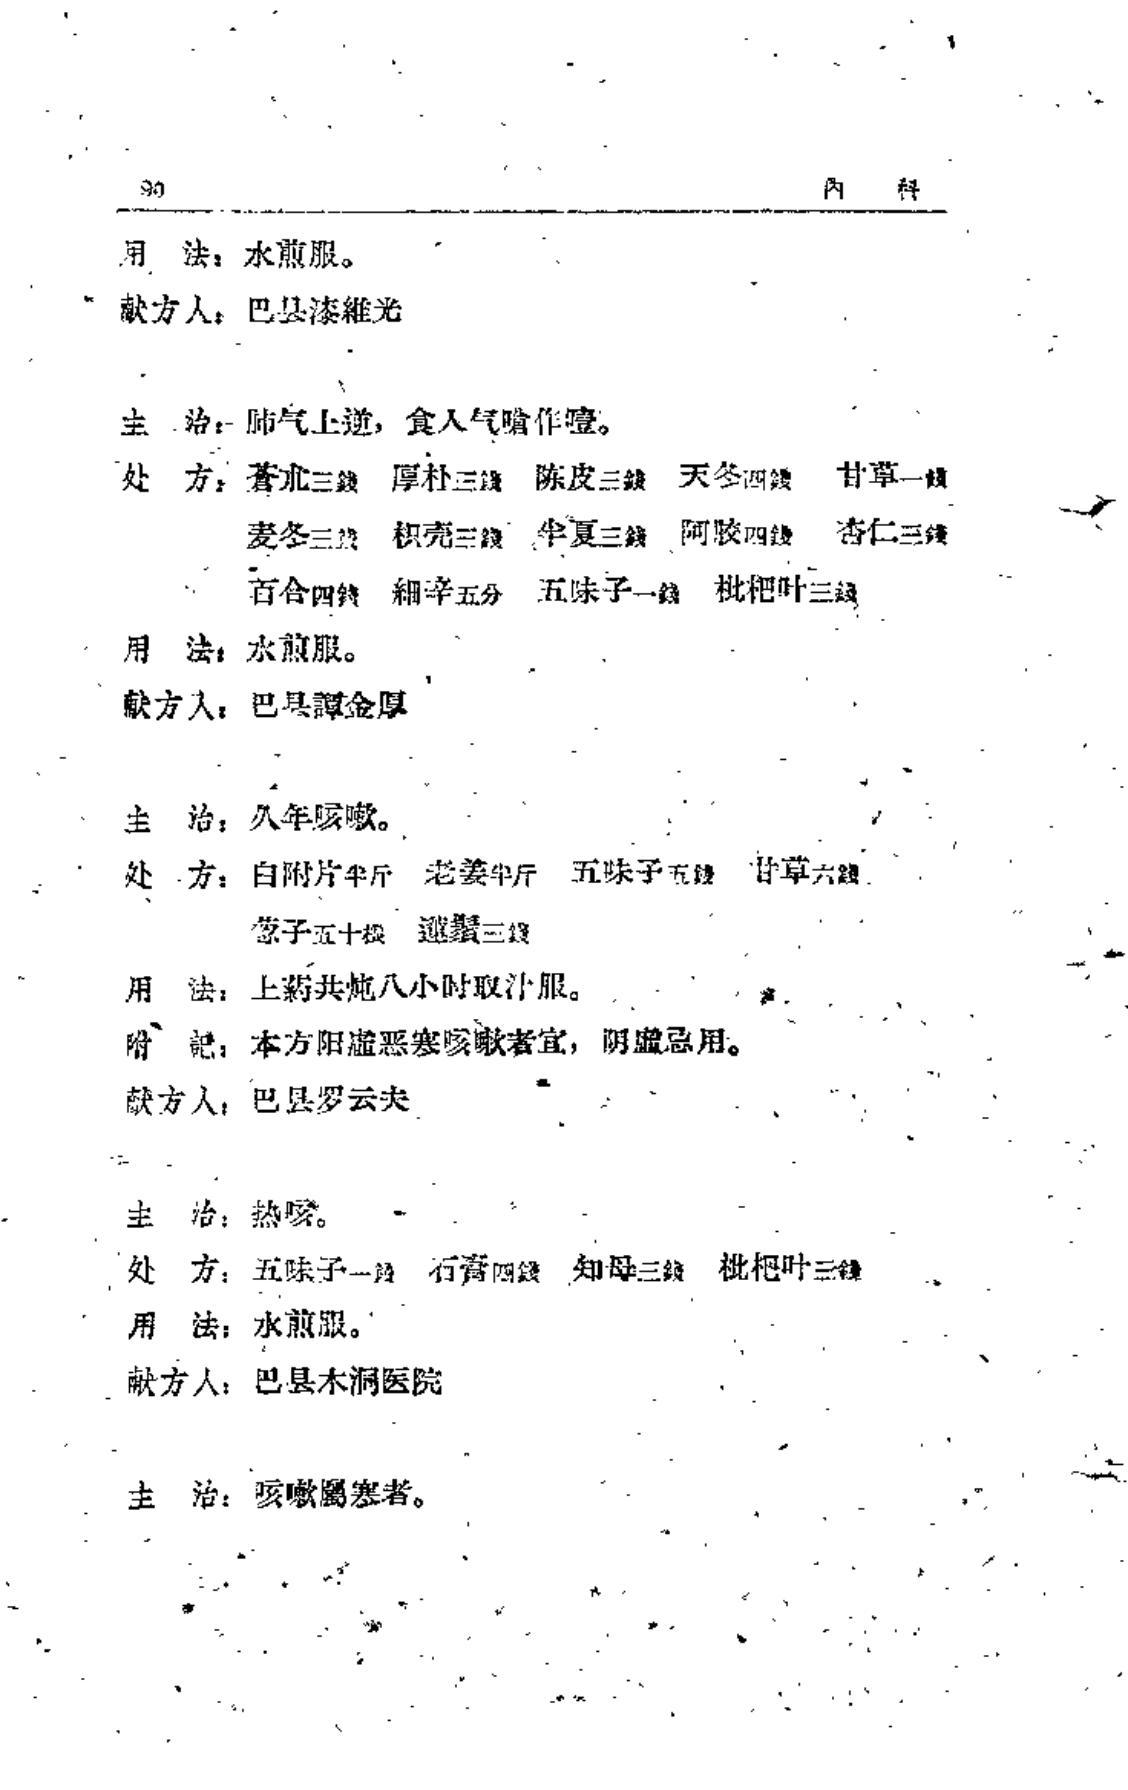 90 內 科
用 法：水煎服。
献方人：巴县漆維光
主 治：肺气上逆，食入气嗆作噎。
处 方：蒼朮三錢 厚朴三錢 陈皮三錢 天冬四錢 甘草一錢
麦冬三錢 枳壳三錢 半夏三錢 阿胶四錢 杏仁三錢
百合四錢 細辛五分 五味子一錢 枇杷叶三錢
用 法：水煎服。
献方人：巴县譚金厚
主 治：久年咳嗽。
处 方：白附片半斤 老姜半斤 五味子五錢 甘草六錢
子五十根 三錢
用 法：上葯共炖八小时取汁服。
附 記：本方阳虛恶寒咳嗽者宜，阴虛忌用。
献方人：巴县罗云夫
主 治：热咳。
处 方：五味子一錢 石膏四錢 知母三錢 枇杷叶三錢
用 法：水煎服。
献方人：巴县木洞医院
主 治：咳嗽屬寒者。